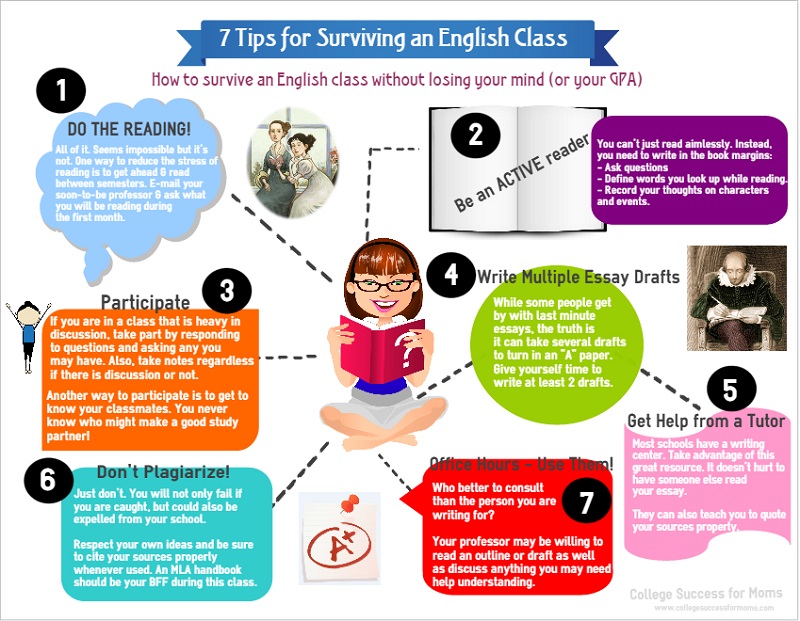 7 Tips for Surviving an English Class
How to survive an English class without losing your mind (or your GPA)
1
DO THE READING!
All of it. Seems impossible but it's
not. One way to reduce the stress of
reading is to get ahead & read
between semesters. E-mail your
soon-to-be professor & ask what
you will be reading during
the first month.
2
Be an ACTIVE reader
You can't just read aimlessly. Instead,
you need to write in the book margins:
- Ask questions
- Define words you look up while reading.
- Record your thoughts on characters
and events.
3
Participate
If you are in a class that is heavy in
discussion, take part by responding
to questions and asking any you
may have. Also, take notes regardless
if there is discussion or not.
Another way to participate is to get to
know your classmates. You never
know who might make a good study
partner!
?
4
Write Multiple Essay Drafts
While some people get
by with last minute
essays, the truth is
it can take several drafts
to turn in an "A" paper.
Give yourself time to
write at least 2 drafts.
5
Get Help from a Tutor
Most schools have a writing
center. Take advantage of this
great resource. It doesn't hurt to
have someone else read
your essay.
They can also teach you to quote
your sources properly.
6
Don't Plagiarize!
Just don't. You will not only fail if
you are caught, but could also be
expelled from your school.
Respect your own ideas and be sure
to cite your sources properly
whenever used. An MLA handbook
should be your BFF during this class.
A+
Office Hours - Use Them!
7
Who better to consult
than the person you are
writing for?
Your professor may be willing to
read an outline or draft as well
as discuss anything you may need
help understanding.
College Success for Moms
www.collegesuccessformoms.com